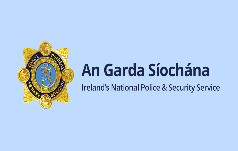 An Garda Síochána
Ireland's National Police & Security Service